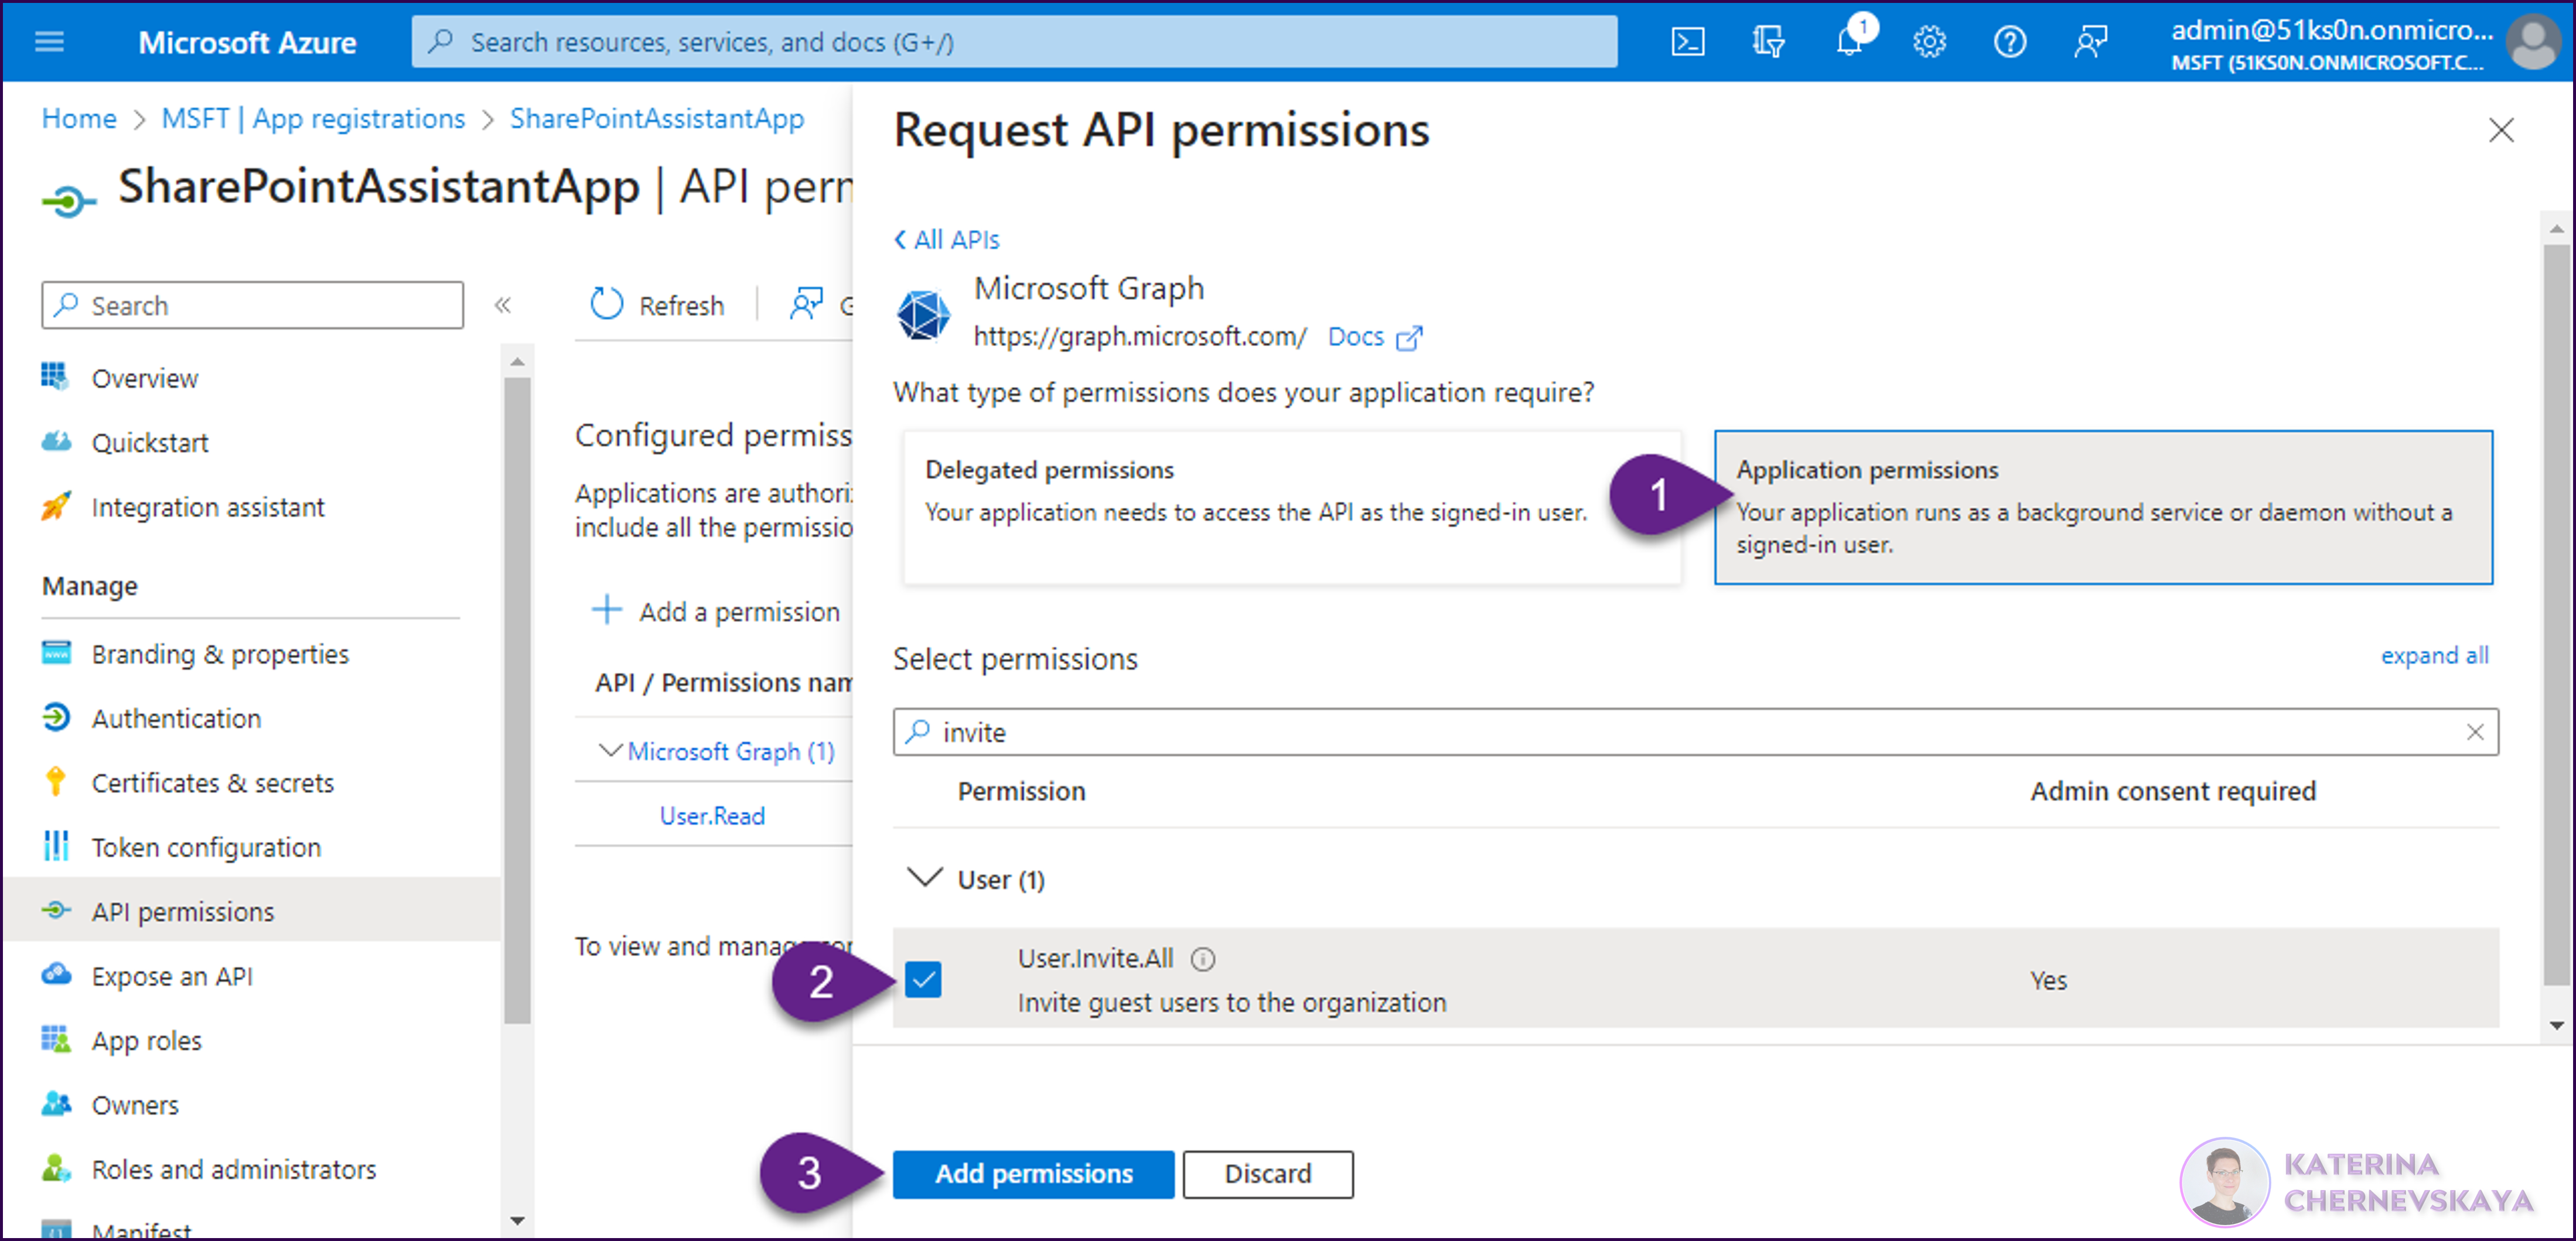 Microsoft Azure
Search resources, services, and docs (G+/)
1
admin@51ks0n.onmicro...
MSFT (51KS0N.ONMICROSOFT.C...
Home > MSFT | App registrations > SharePointAssistantApp
SharePointAssistantApp | API perm
Search
«
Overview
Quickstart
Integration assistant
Manage
Branding & properties
Authentication
Certificates & secrets
Token configuration
API permissions
Expose an API
App roles
Owners
Roles and administrators
Manifest
Refresh
G
Configured permiss
Applications are authori
include all the permissio
Add a permission
API / Permissions nam
Microsoft Graph (1)
User.Read
To view and manage
Request API permissions
All APIs
Microsoft Graph
https://graph.microsoft.com/ Docs
What type of permissions does your application require?
Delegated permissions
Your application needs to access the API as the signed-in user.
1
Application permissions
Your application runs as a background service or daemon without a
signed-in user.
Select permissions
expand all
invite
Permission
Admin consent required
User (1)
2
User.Invite.All
Invite guest users to the organization
Yes
3
Add permissions
Discard
KATERINA
CHERNEVSKAYA